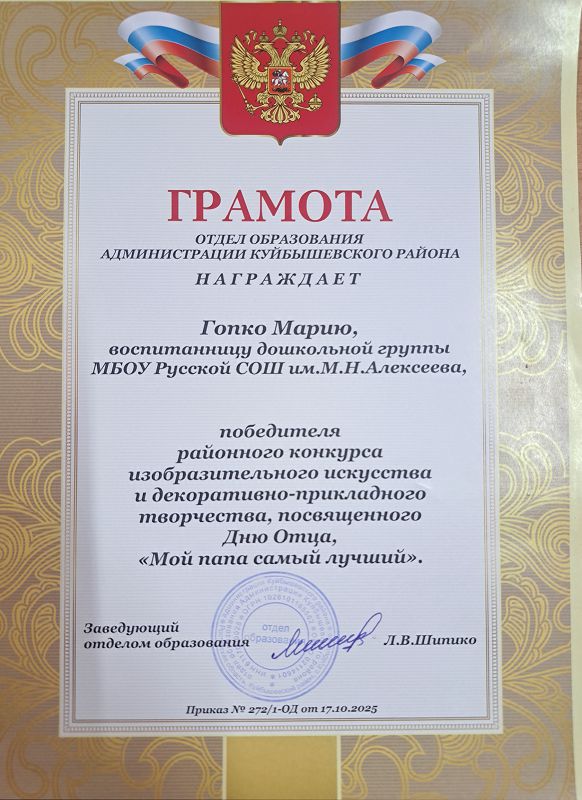 ГРАМОТА
ОТДЕЛ ОБРАЗОВАНИЯ
АДМИНИСТРАЦИИ КУЙБЫШЕВСКОГО РАЙОНА
НАГРАЖДАЕТ
Гопко Марию,
воспитанницу дошкольной группы
МБОУ Русской СОШ им.М.Н.Алексеева,
победителя
районного конкурса
изобразительного искусства
и декоративно-прикладного
творчества, посвященного
Дню Отца,
«Мой папа самый лучший».
Заведующий
отделом образования
отдел
образования
Л.В.Шипико
Приказ № 272/1-ОД от 17.10.2025